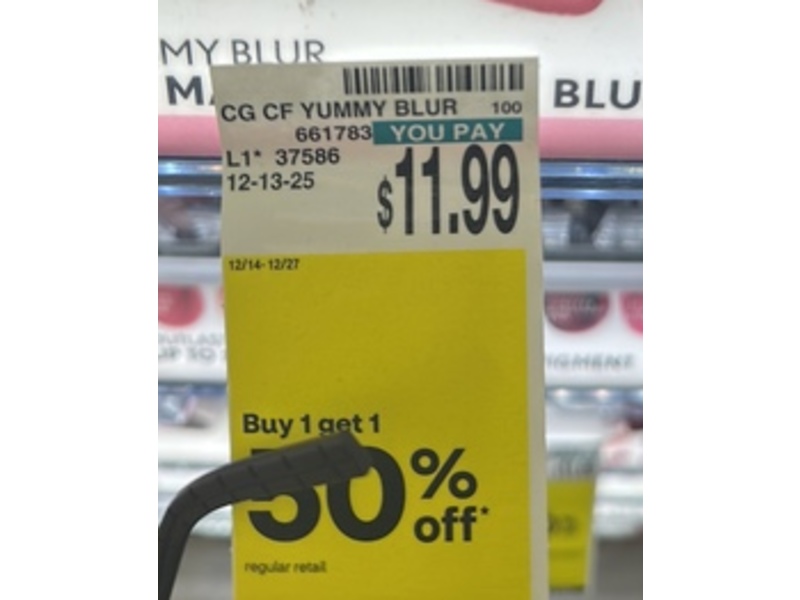 MY BLUR
BLU
CG CF YUMMY BLUR 100
661783 YOU PAY
L1* 37586
12-13-25
$11.99
12/14-12/27
Buy 1 get 1
50% off*
regular retail